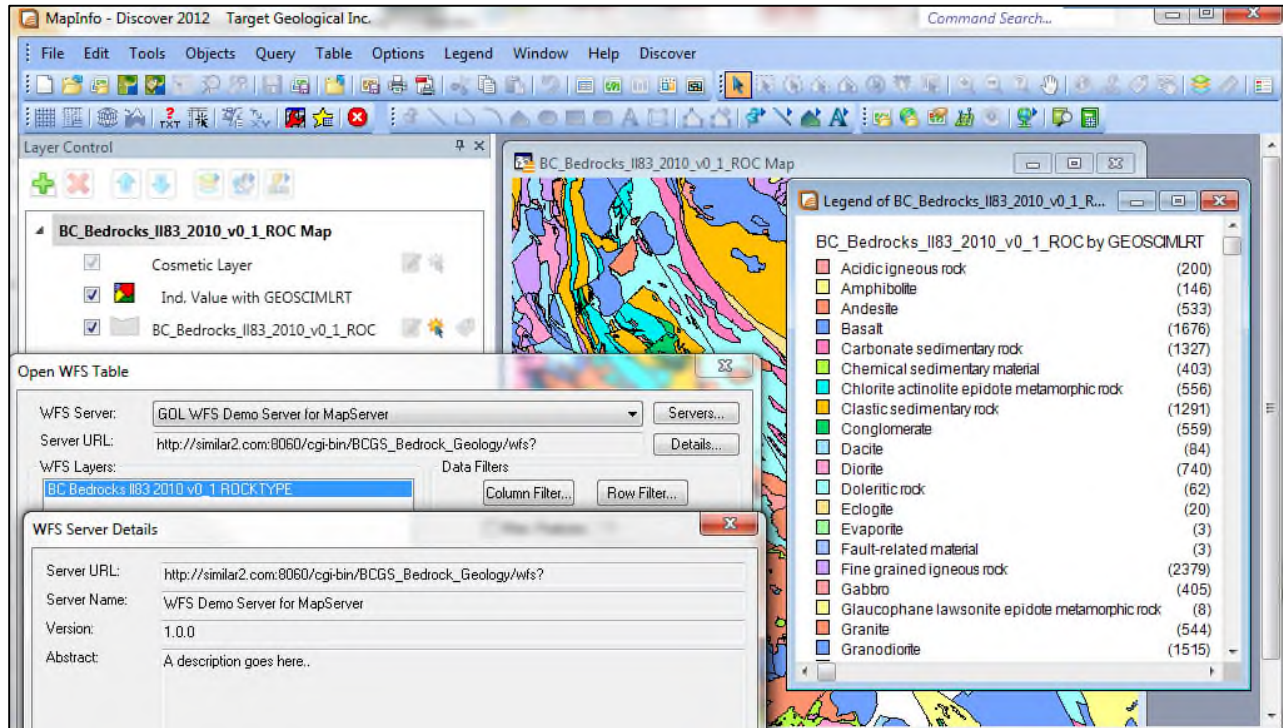 MapInfo - Discover 2012 Target Geological Inc.
Command Search...
File Edit Tools Objects Query Table Options Legend Window Help Discover
Layer Control
BC_Bedrocks_ll83_2010_v0_1_ROC Map
Cosmetic Layer
Ind. Value with GEOSCIMLRT
BC_Bedrocks_ll83_2010_v0_1_ROC
BC_Bedrocks_ll83_2010_v0_1_ROC Map
Legend of BC_Bedrocks_ll83_2010_v0_1_R...
BC_Bedrocks_ll83_2010_v0_1_ROC by GEOSCIMLRT
Acidic igneous rock (200)
Amphibolite (146)
Andesite (533)
Basalt (1676)
Carbonate sedimentary rock (1327)
Chemical sedimentary material (403)
Chlorite actinolite epidote metamorphic rock (556)
Clastic sedimentary rock (1291)
Conglomerate (559)
Dacite (84)
Diorite (740)
Doleritic rock (62)
Eclogite (20)
Evaporite (3)
Fault-related material (3)
Fine grained igneous rock (2379)
Gabbro (405)
Glaucophane lawsonite epidote metamorphic rock (8)
Granite (544)
Granodiorite (1515)
Open WFS Table
WFS Server: GOL WFS Demo Server for MapServer Servers...
Server URL: http://similar2.com:8060/cgi-bin/BCGS_Bedrock_Geology/wfs? Details...
WFS Layers: Data Filters
BC Bedrocks ll83 2010 v0_1 ROCKTYPE
Column Filter... Row Filter...
WFS Server Details
Server URL: http://similar2.com:8060/cgi-bin/BCGS_Bedrock_Geology/wfs?
Server Name: WFS Demo Server for MapServer
Version: 1.0.0
Abstract: A description goes here..